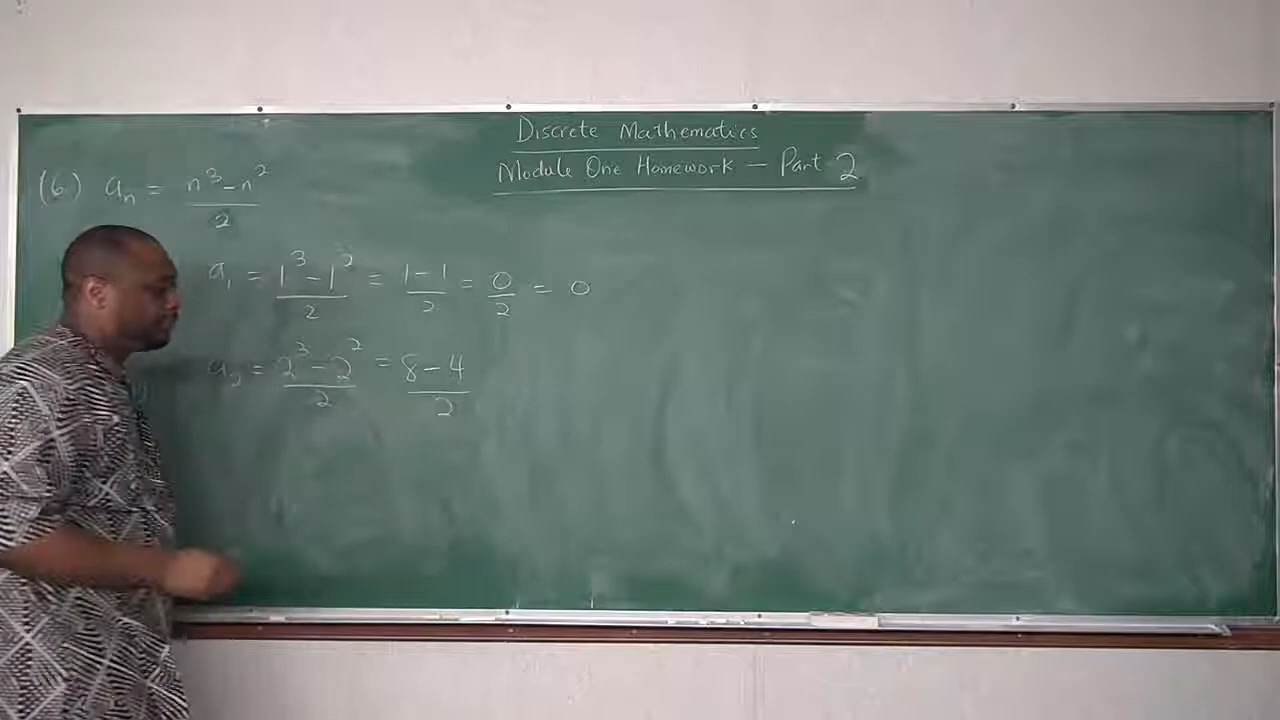 Discrete Mathematics
Module One Homework — Part 2
(6) aₙ = (n³ – n²)/2
a₁ = (1³ – 1²)/2 = (1 – 1)/2 = 0/2 = 0
a₂ = (2³ – 2²)/2 = (8 – 4)/2